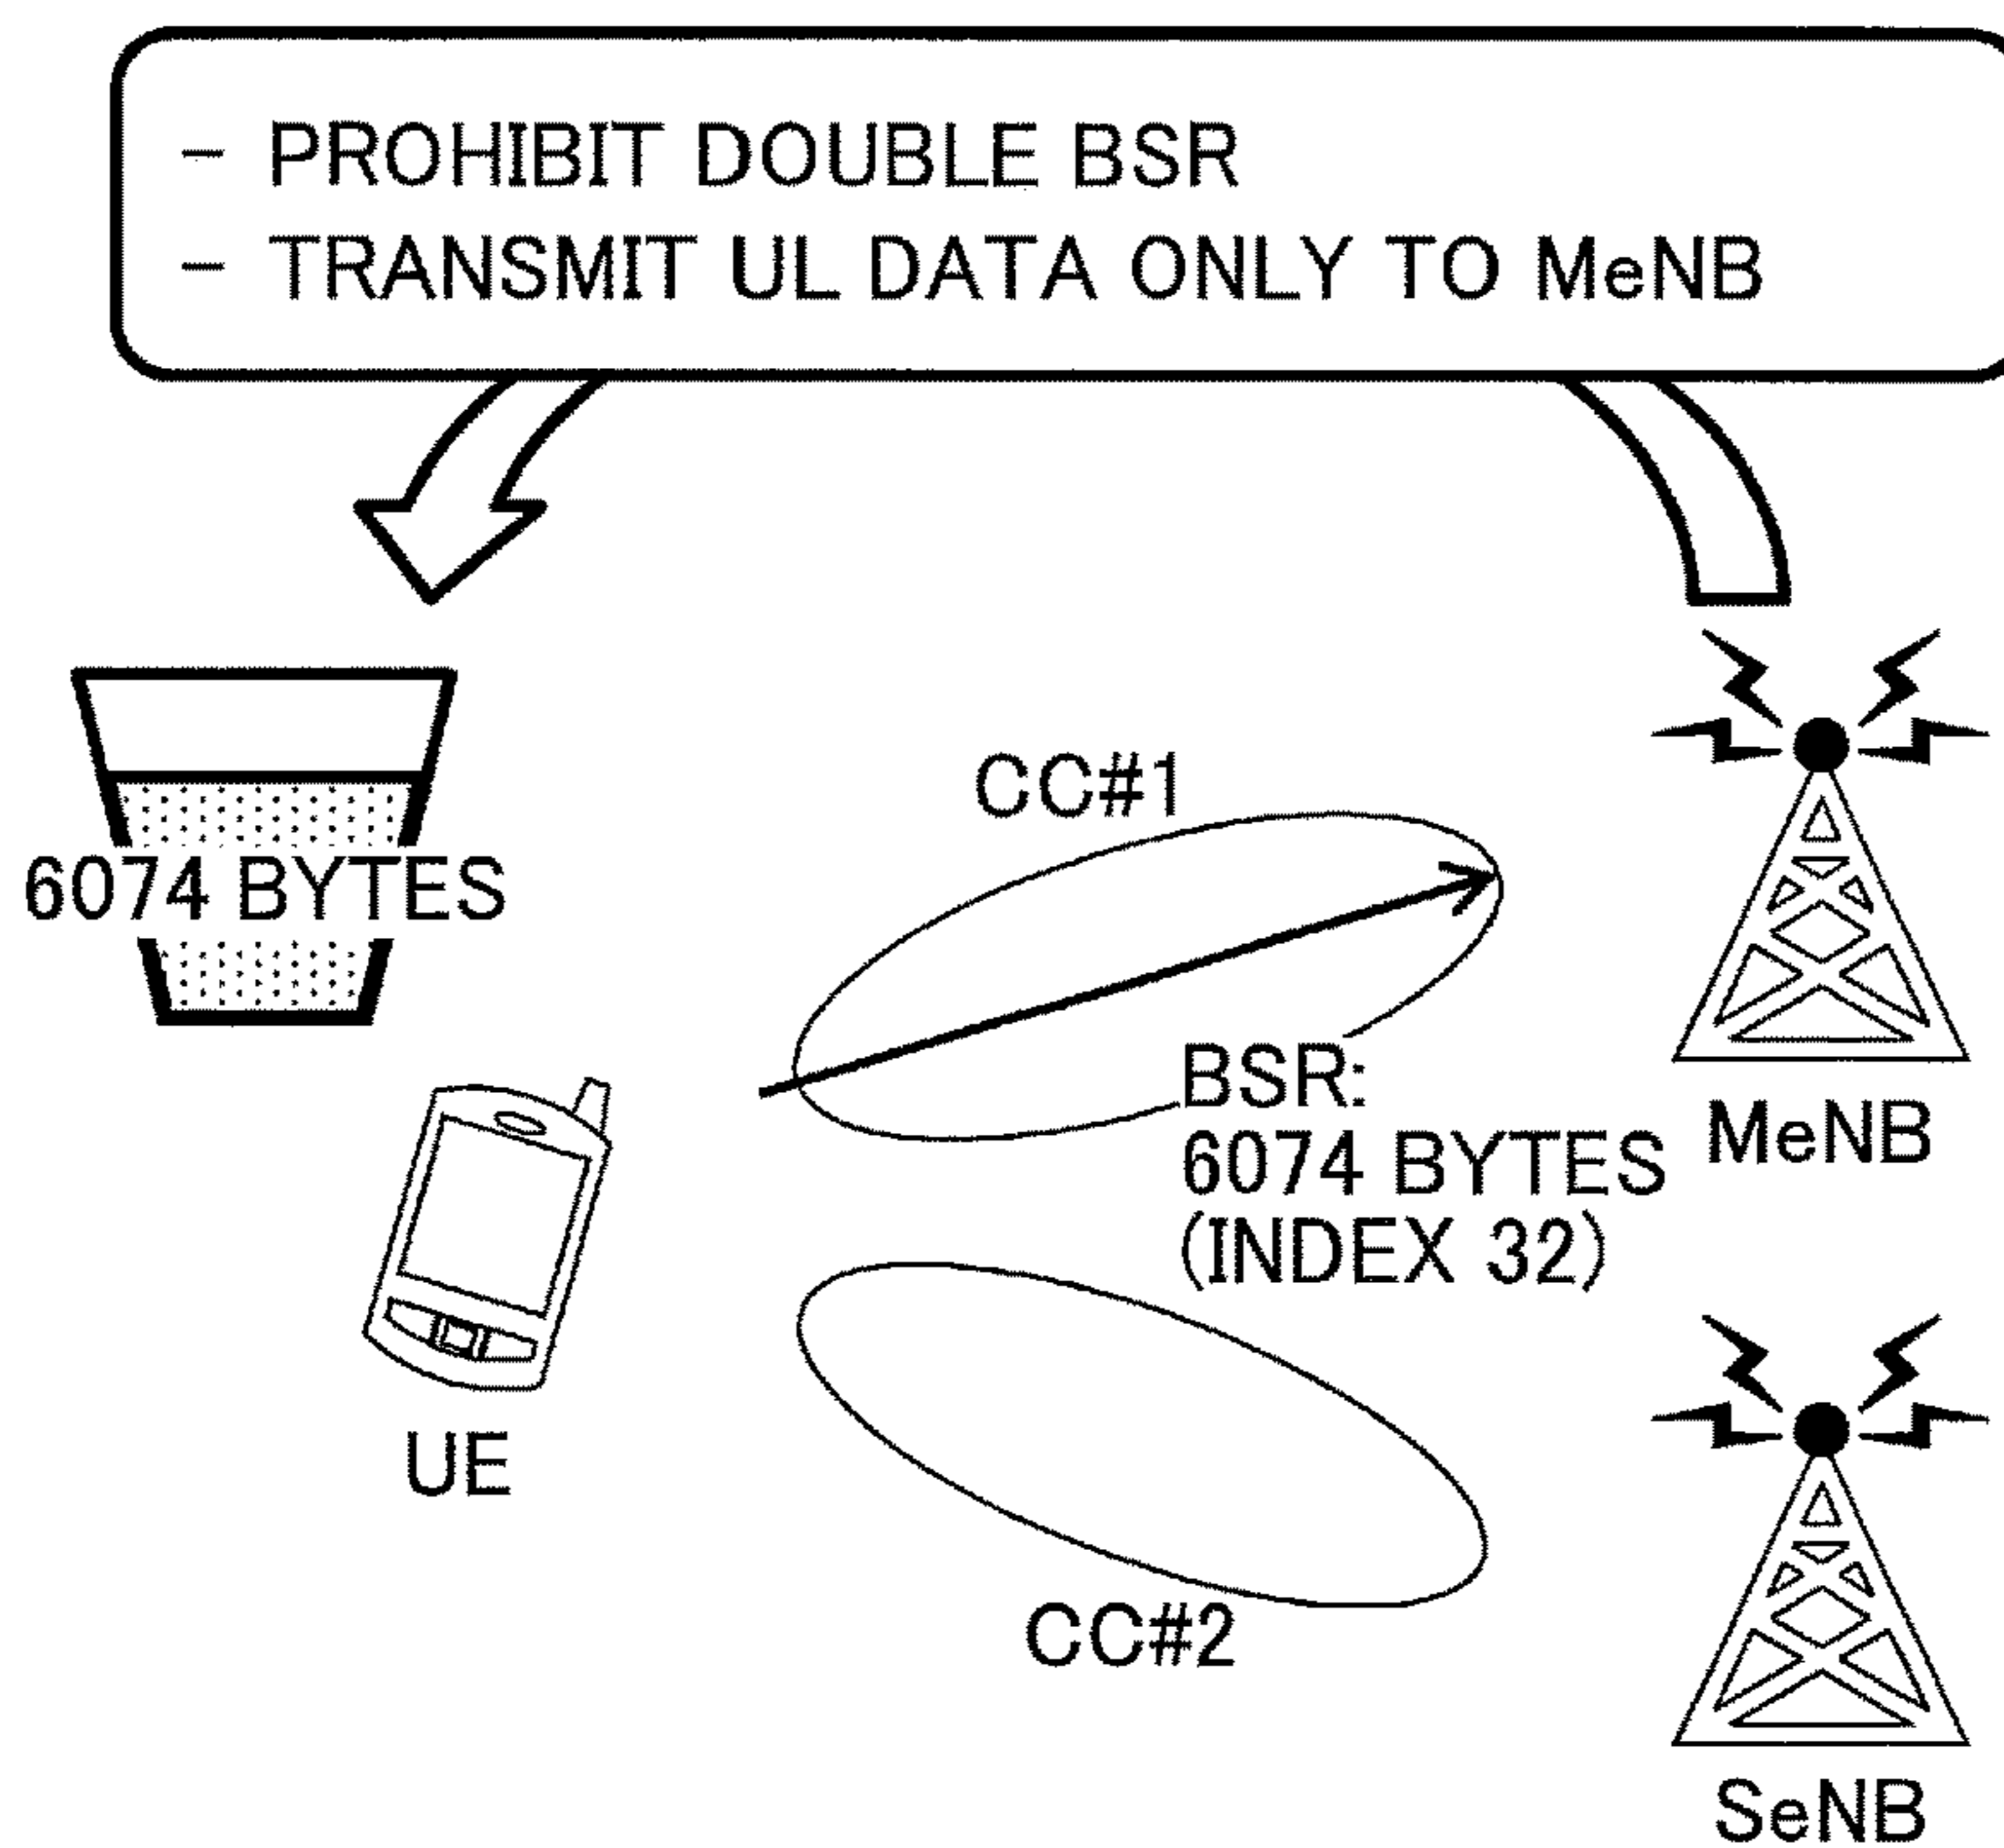 - PROHIBIT DOUBLE BSR
- TRANSMIT UL DATA ONLY TO MeNB
CC#1
6074 BYTES
BSR:
6074 BYTES
(INDEX 32)
MeNB
UE
CC#2
SeNB